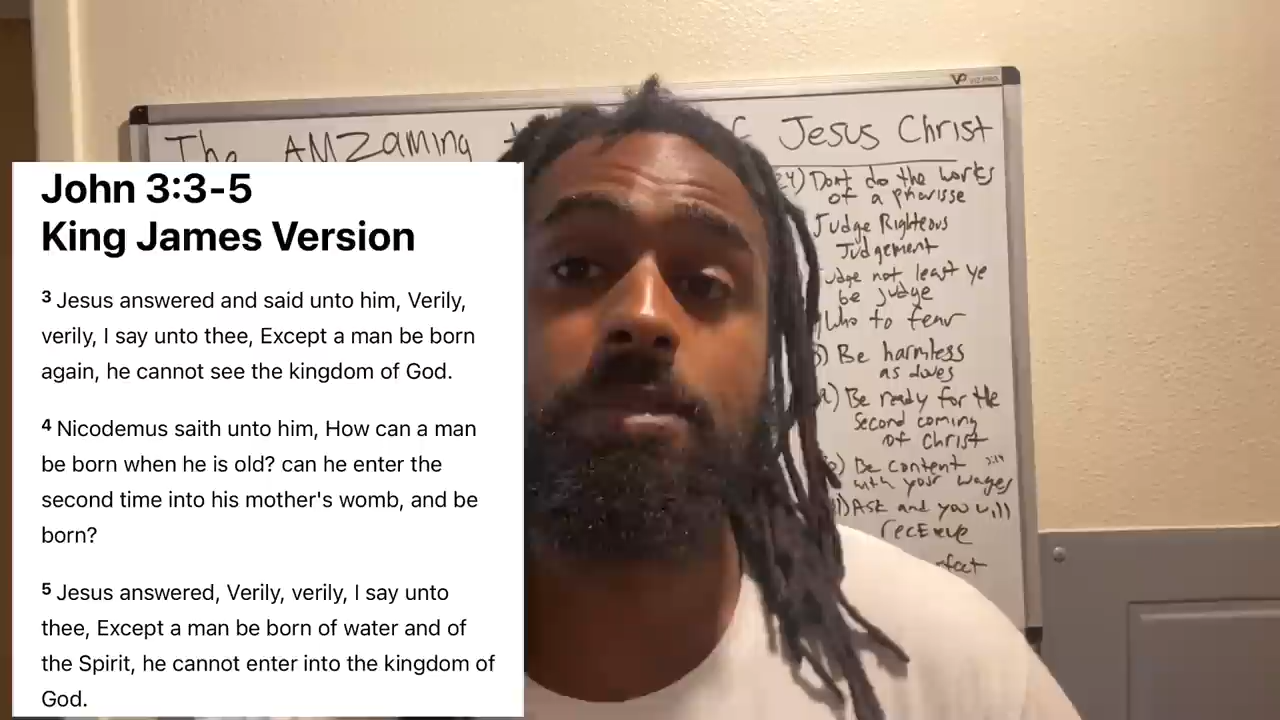 The AMZaming Jesus Christ
John 3:3-5
King James Version
3 Jesus answered and said unto him, Verily,
verily, I say unto thee, Except a man be born
again, he cannot see the kingdom of God.
4 Nicodemus saith unto him, How can a man
be born when he is old? can he enter the
second time into his mother's womb, and be
born?
5 Jesus answered, Verily, verily, I say unto
thee, Except a man be born of water and of
the Spirit, he cannot enter into the kingdom of
God.
24) Dont do the works
of a pharisse
Judge Righteous
Judgement
udge not least ye
be judge
Who to fear
) Be harmless
as doves
) Be ready for the
second coming
of Christ
) Be content 3:14
with your wages
1) Ask and you will
recEeve